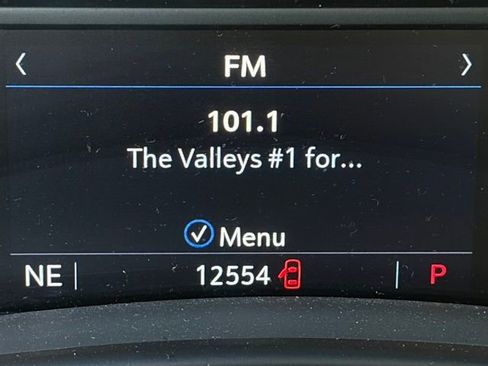 FM
101.1
The Valleys #1 for...
Menu
NE 12554 P